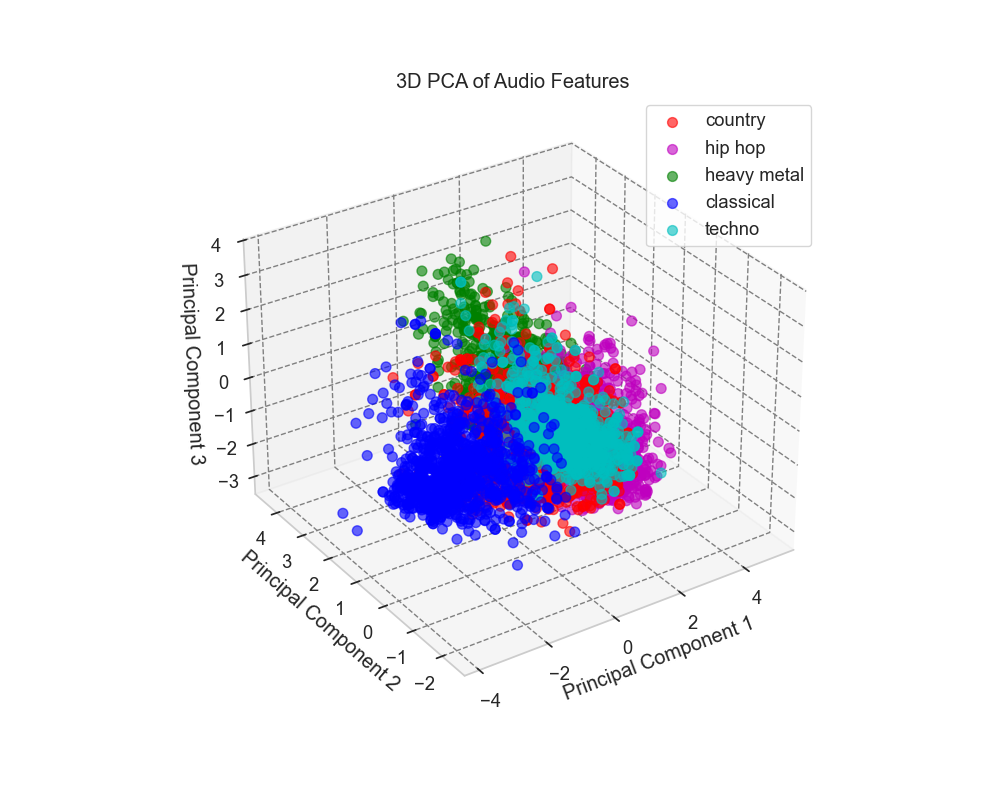 3D PCA of Audio Features
country
hip hop
heavy metal
classical
techno
4
3
2
1
0
−1
−2
−3
Principal Component 3
4
3
2
1
0
−1
−2
Principal Component 2
−4
−2
0
2
4
Principal Component 1